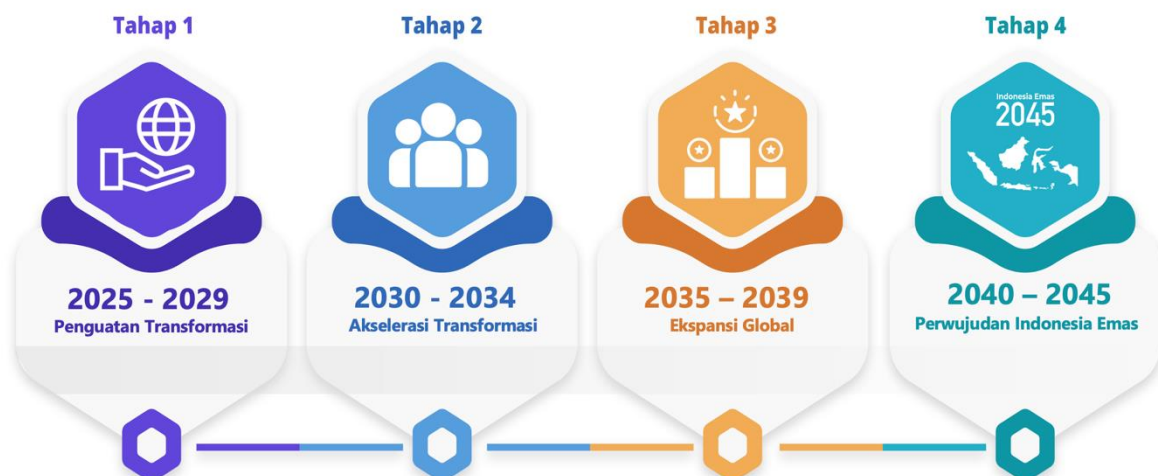 Tahap 1
2025 - 2029
Penguatan Transformasi
Tahap 2
2030 - 2034
Akselerasi Transformasi
Tahap 3
2035 – 2039
Ekspansi Global
Tahap 4
Indonesia Emas
2045
2040 – 2045
Perwujudan Indonesia Emas